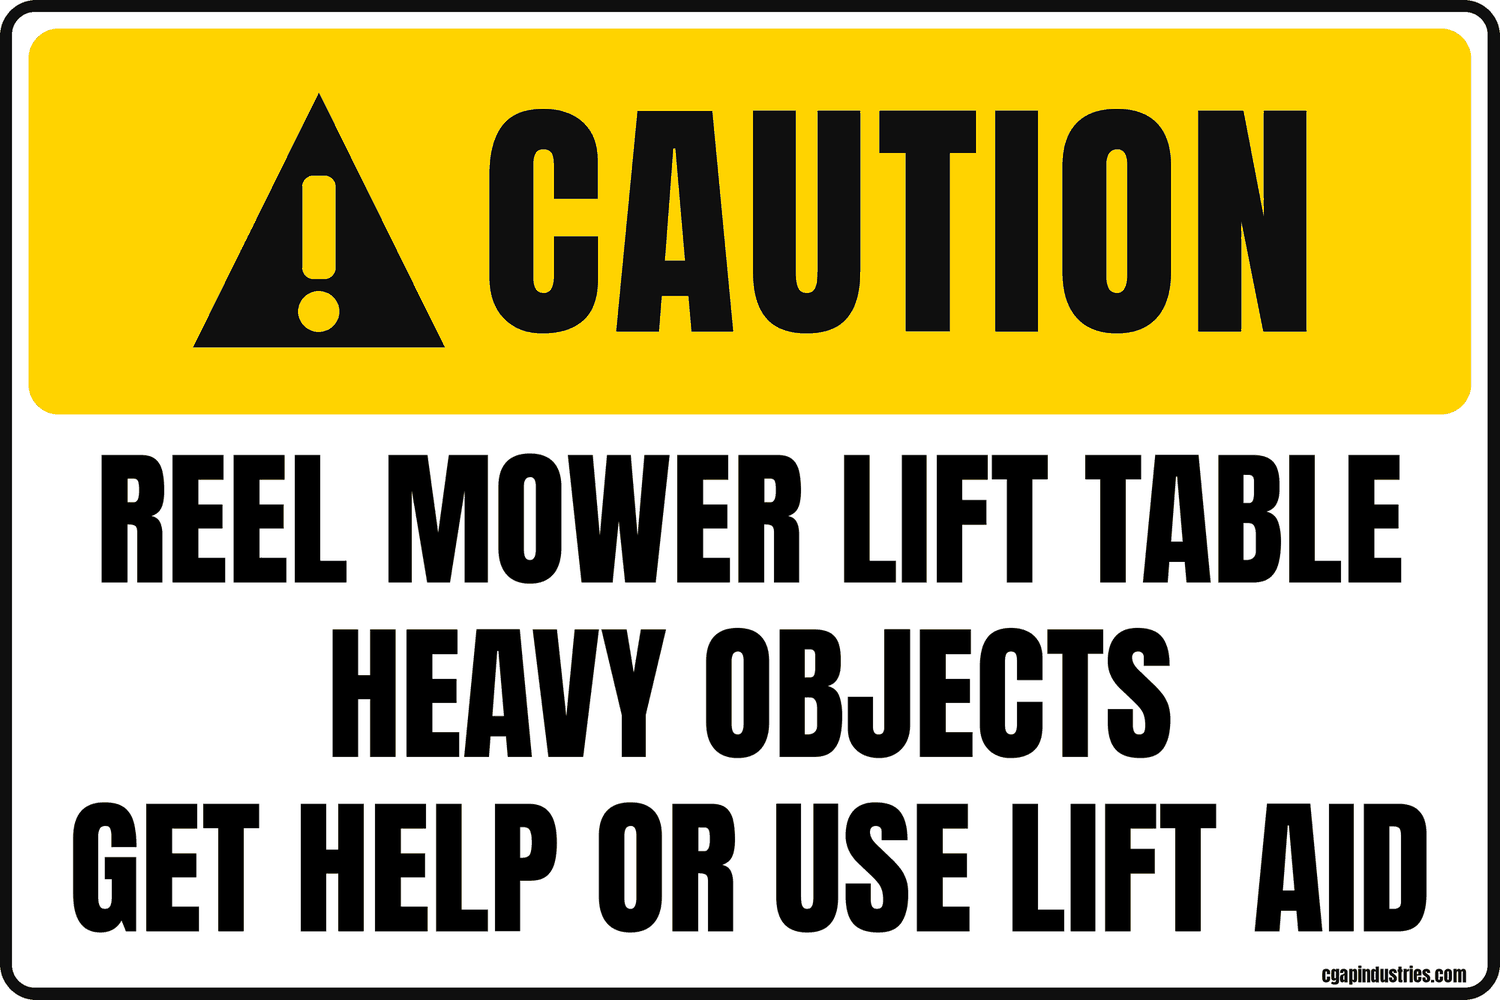 CAUTION
REEL MOWER LIFT TABLE
HEAVY OBJECTS
GET HELP OR USE LIFT AID
cgapindustries.com